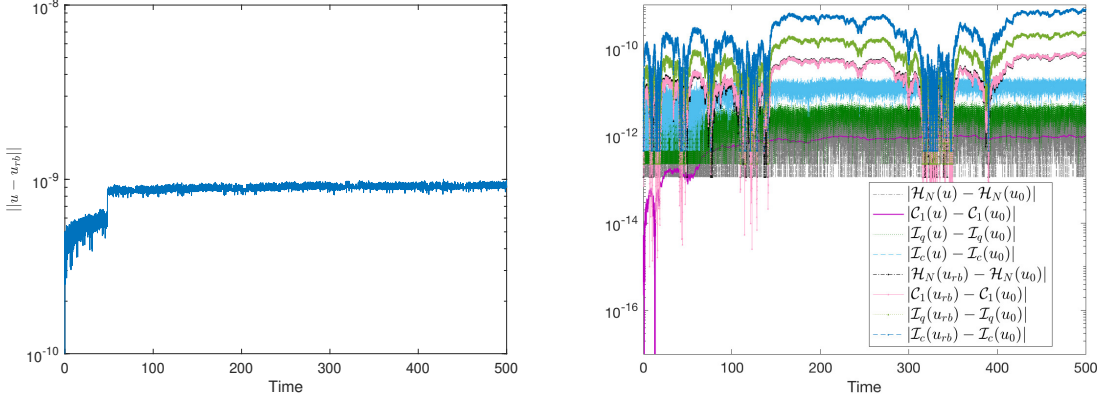 10^-8
10^-9
10^-10
||u − u_rb||
0 100 200 300 400 500
Time
10^-10
10^-12
10^-14
10^-16
|ℋ_N(u) − ℋ_N(u_0)|
|𝒞_1(u) − 𝒞_1(u_0)|
|ℐ_q(u) − ℐ_q(u_0)|
|ℐ_c(u) − ℐ_c(u_0)|
|ℋ_N(u_rb) − ℋ_N(u_0)|
|𝒞_1(u_rb) − 𝒞_1(u_0)|
|ℐ_q(u_rb) − ℐ_q(u_0)|
|ℐ_c(u_rb) − ℐ_c(u_0)|
0 100 200 300 400 500
Time